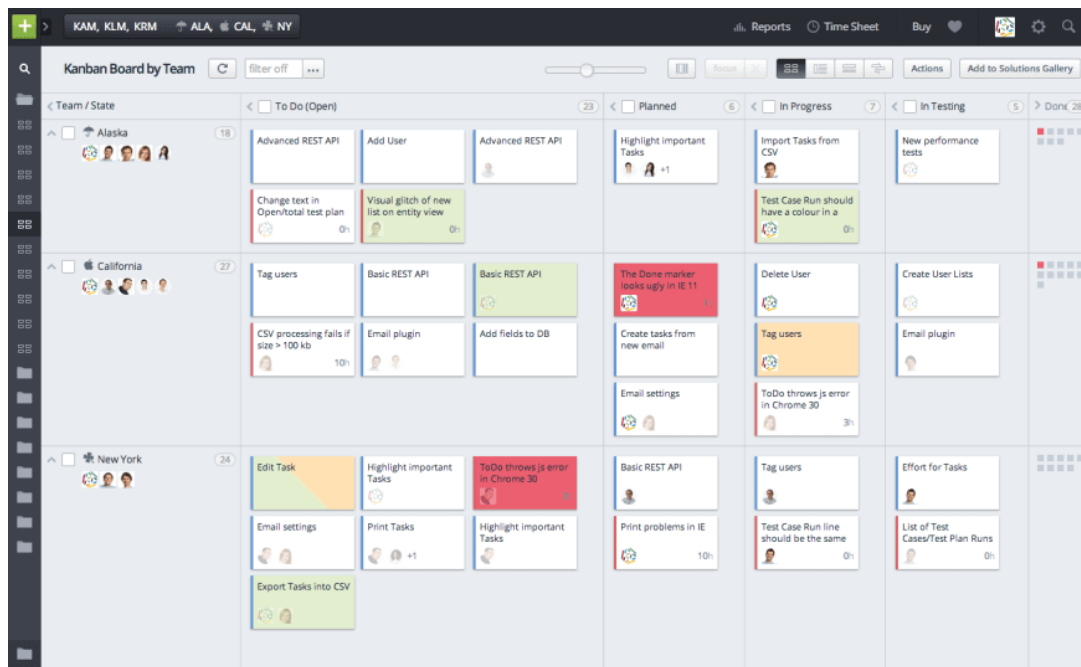 KAM, KLM, KRM ALA, CAL, NY
Reports Time Sheet Buy
Kanban Board by Team
filter off ...
focus
Actions
Add to Solutions Gallery
Team / State
To Do (Open) 23
Planned 6
In Progress 7
In Testing 5
Done 28
Alaska 18
Advanced REST API
Add User
Advanced REST API
Change text in
Open/total test plan
0h
Visual glitch of new
list on entity view
0h
Highlight important
Tasks
+1
Import Tasks from
CSV
Test Case Run should
have a colour in a
0h
New performance
tests
California 27
Tag users
Basic REST API
Basic REST API
CSV processing fails if
size > 100 kb
10h
Email plugin
Add fields to DB
The Done marker
looks ugly in IE 11
Create tasks from
new email
Email settings
Delete User
Tag users
ToDo throws js error
in Chrome 30
3h
Create User Lists
Email plugin
New York 24
Edit Task
Highlight important
Tasks
ToDo throws js error
in Chrome 30
Email settings
Print Tasks
+1
Highlight important
Tasks
Export Tasks into CSV
Basic REST API
Print problems in IE
10h
Tag users
Test Case Run line
should be the same
0h
Effort for Tasks
List of Test
Cases/Test Plan Runs
0h